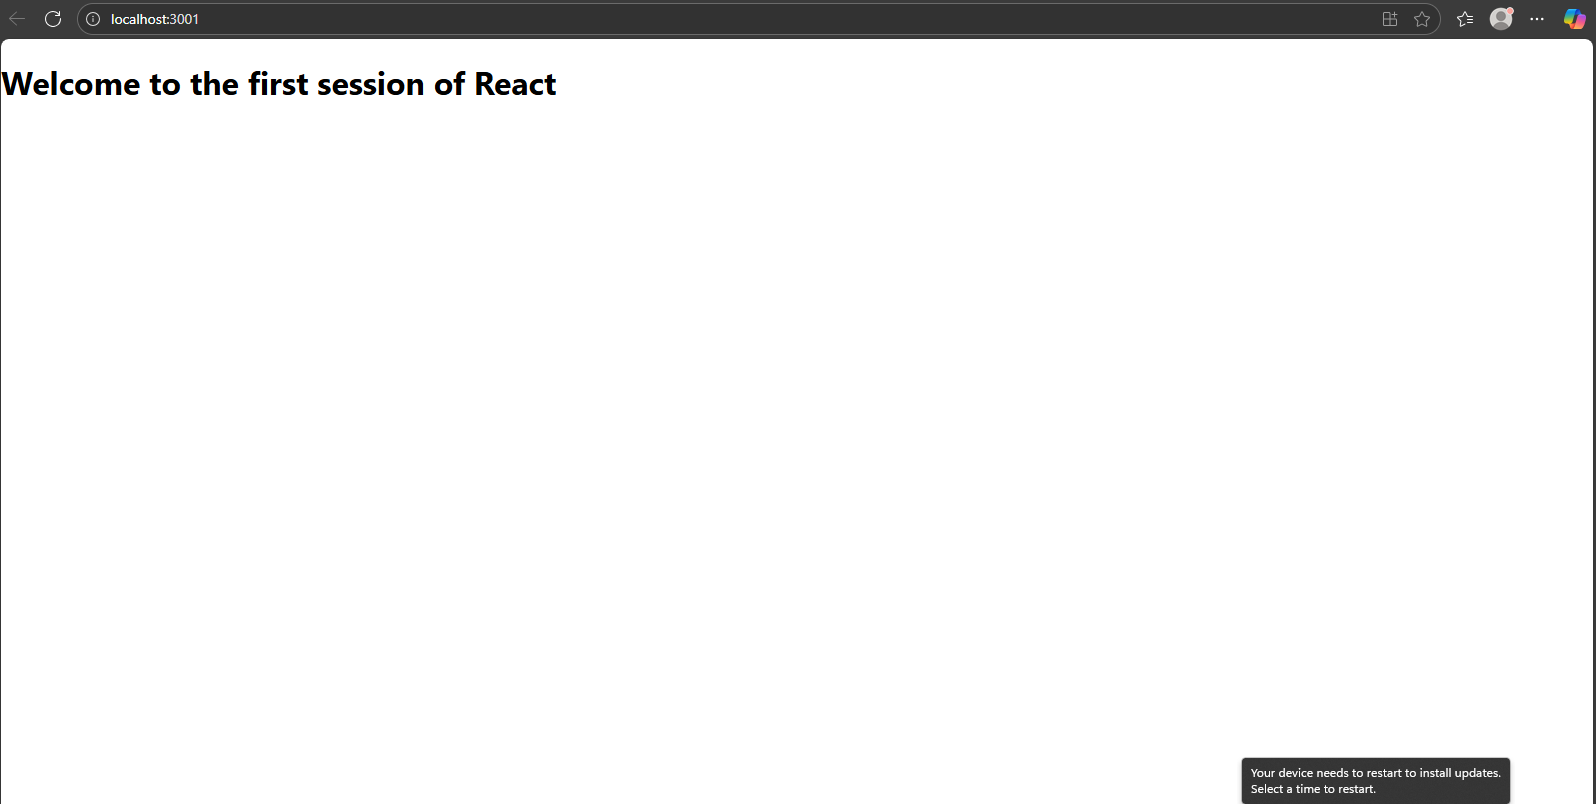 localhost:3001
Welcome to the first session of React
Your device needs to restart to install updates.
Select a time to restart.